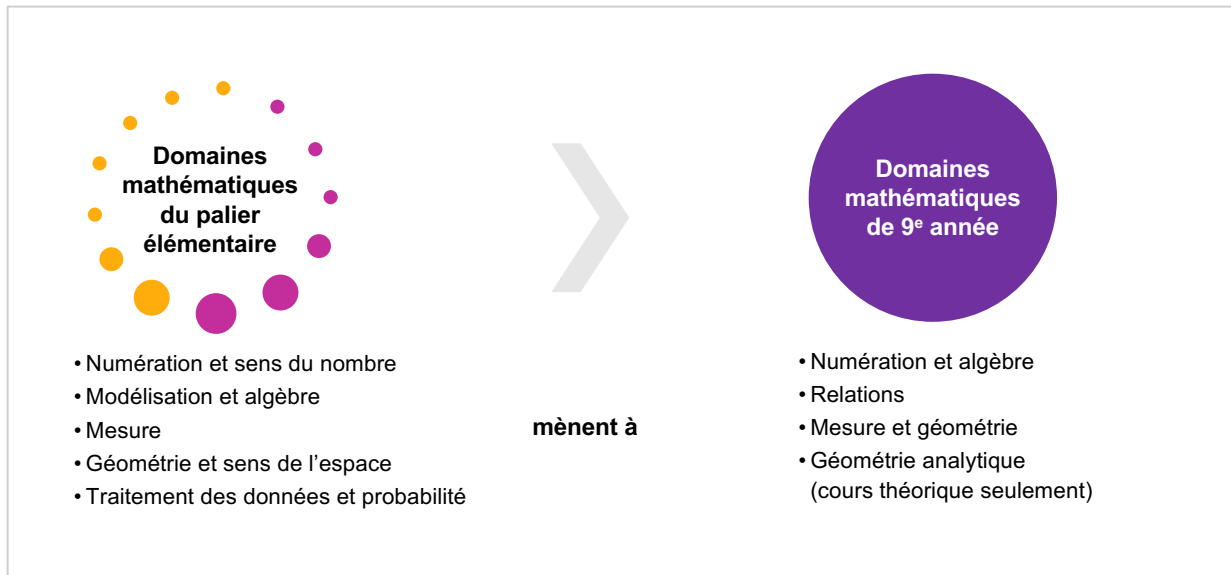 Domaines
mathématiques
du palier
élémentaire
• Numération et sens du nombre
• Modélisation et algèbre
• Mesure
• Géométrie et sens de l’espace
• Traitement des données et probabilité
mènent à
Domaines
mathématiques
de 9e année
• Numération et algèbre
• Relations
• Mesure et géométrie
• Géométrie analytique
(cours théorique seulement)